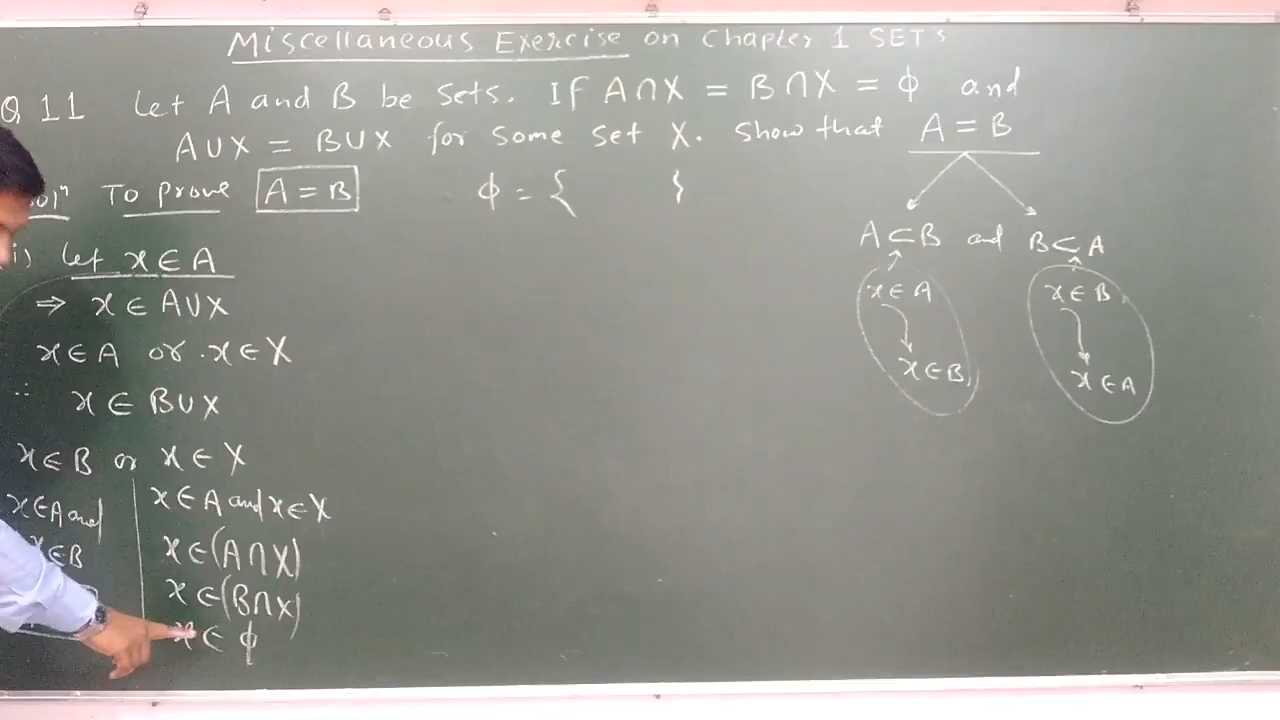 Miscellaneous Exercise on Chapter 1 SETs
Q 11 Let A and B be sets. If A∩X = B∩X = ϕ and
A∪X = B∪X for some set X. Show that A = B
To prove A = B
ϕ = { }
A⊂B and B⊂A
x∈A x∈B
x∈B x∈A
i) Let x∈A
⇒ x∈A∪X
x∈A or x∈X
∴ x∈B∪X
x∈B or x∈X
x∈A and
x∈B
x∈A and x∈X
x∈(A∩X)
x∈(B∩X)
x∈ϕ